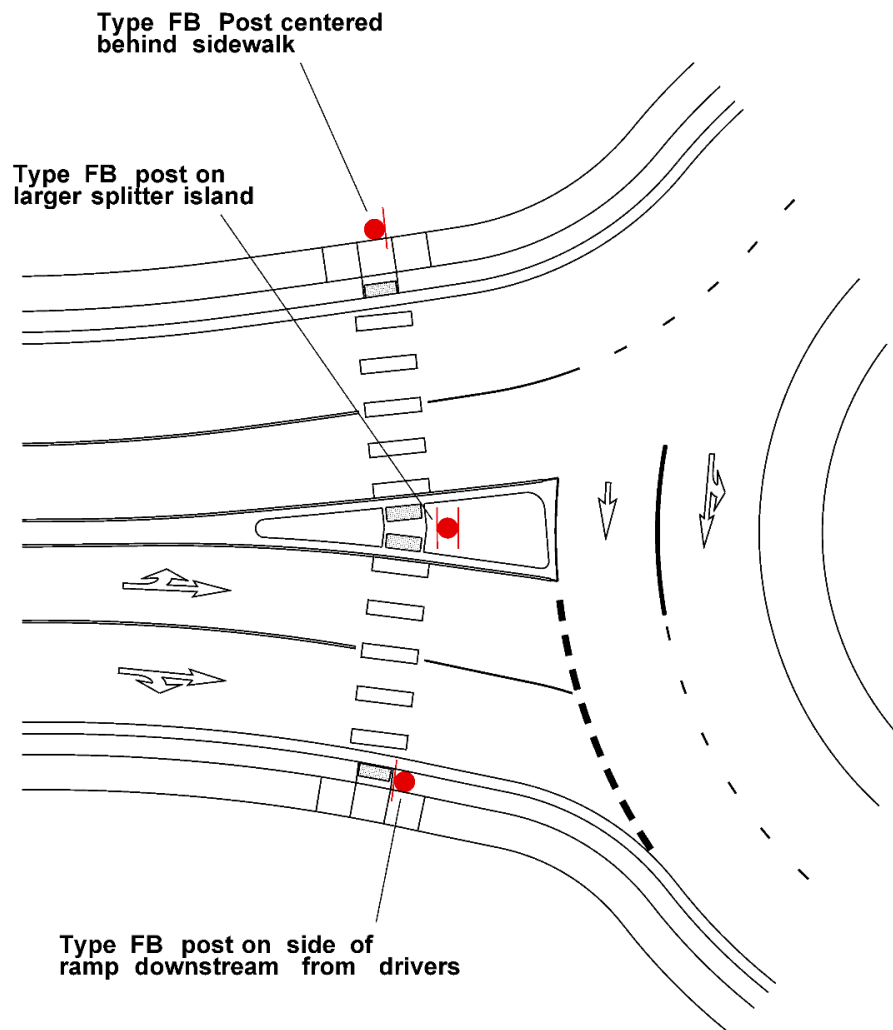 Type FB Post centered
behind sidewalk
Type FB post on
larger splitter island
Type FB post on side of
ramp downstream from drivers